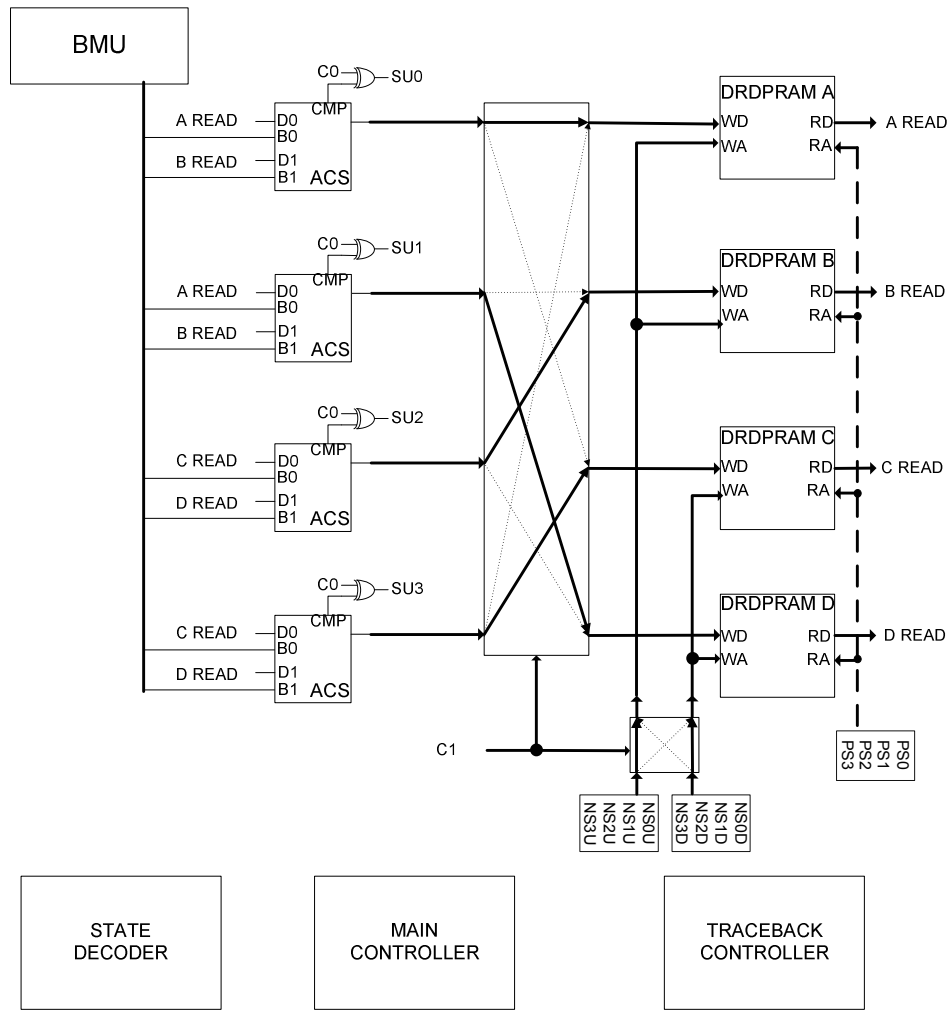 BMU
C0
SU0
CMP
A READ
D0
B0
B READ
D1
B1
ACS
C0
SU1
CMP
A READ
D0
B0
B READ
D1
B1
ACS
C0
SU2
CMP
C READ
D0
B0
D READ
D1
B1
ACS
C0
SU3
CMP
C READ
D0
B0
D READ
D1
B1
ACS
DRDPRAM A
WD
RD
A READ
WA
RA
DRDPRAM B
WD
RD
B READ
WA
RA
DRDPRAM C
WD
RD
C READ
WA
RA
DRDPRAM D
WD
RD
D READ
WA
RA
C1
NS0U
NS1U
NS2U
NS3U
NS0D
NS1D
NS2D
NS3D
PS0
PS1
PS2
PS3
STATE
DECODER
MAIN
CONTROLLER
TRACEBACK
CONTROLLER